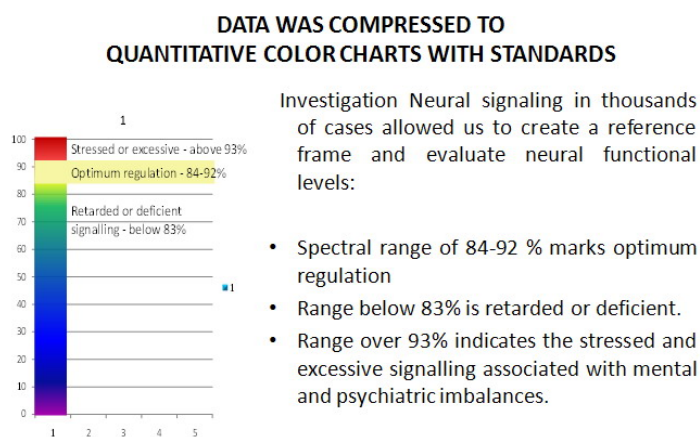 DATA WAS COMPRESSED TO
QUANTITATIVE COLOR CHARTS WITH STANDARDS
1
100
90
80
70
60
50
40
30
20
10
0
Stressed or excessive - above 93%
Optimum regulation - 84-92%
Retarded or deficient
signalling - below 83%
1
1
2
3
4
5
Investigation Neural signaling in thousands
of cases allowed us to create a reference
frame and evaluate neural functional
levels:
• Spectral range of 84-92 % marks optimum
regulation
• Range below 83% is retarded or deficient.
• Range over 93% indicates the stressed and
excessive signalling associated with mental
and psychiatric imbalances.